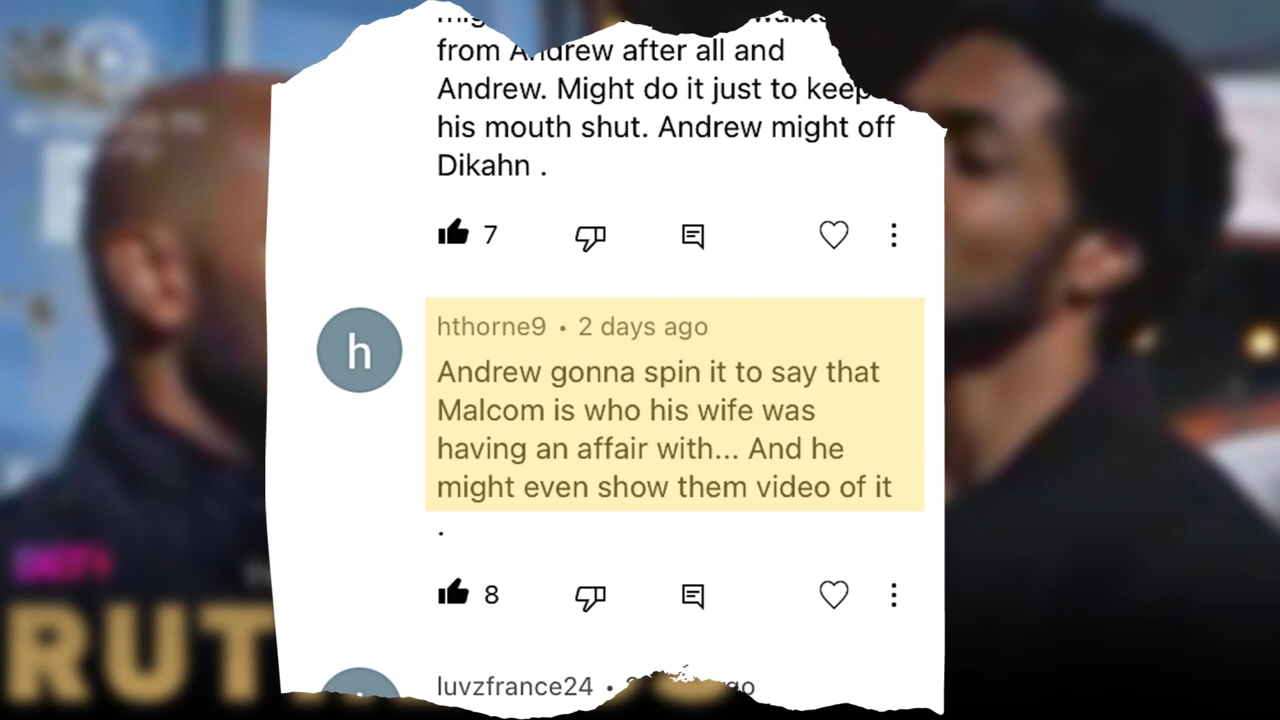 from Andrew after all and
Andrew. Might do it just to keep
his mouth shut. Andrew might off
Dikahn .
7
h
hthorne9 • 2 days ago
Andrew gonna spin it to say that
Malcom is who his wife was
having an affair with... And he
might even show them video of it
.
8
luvzfrance24 •
RUT